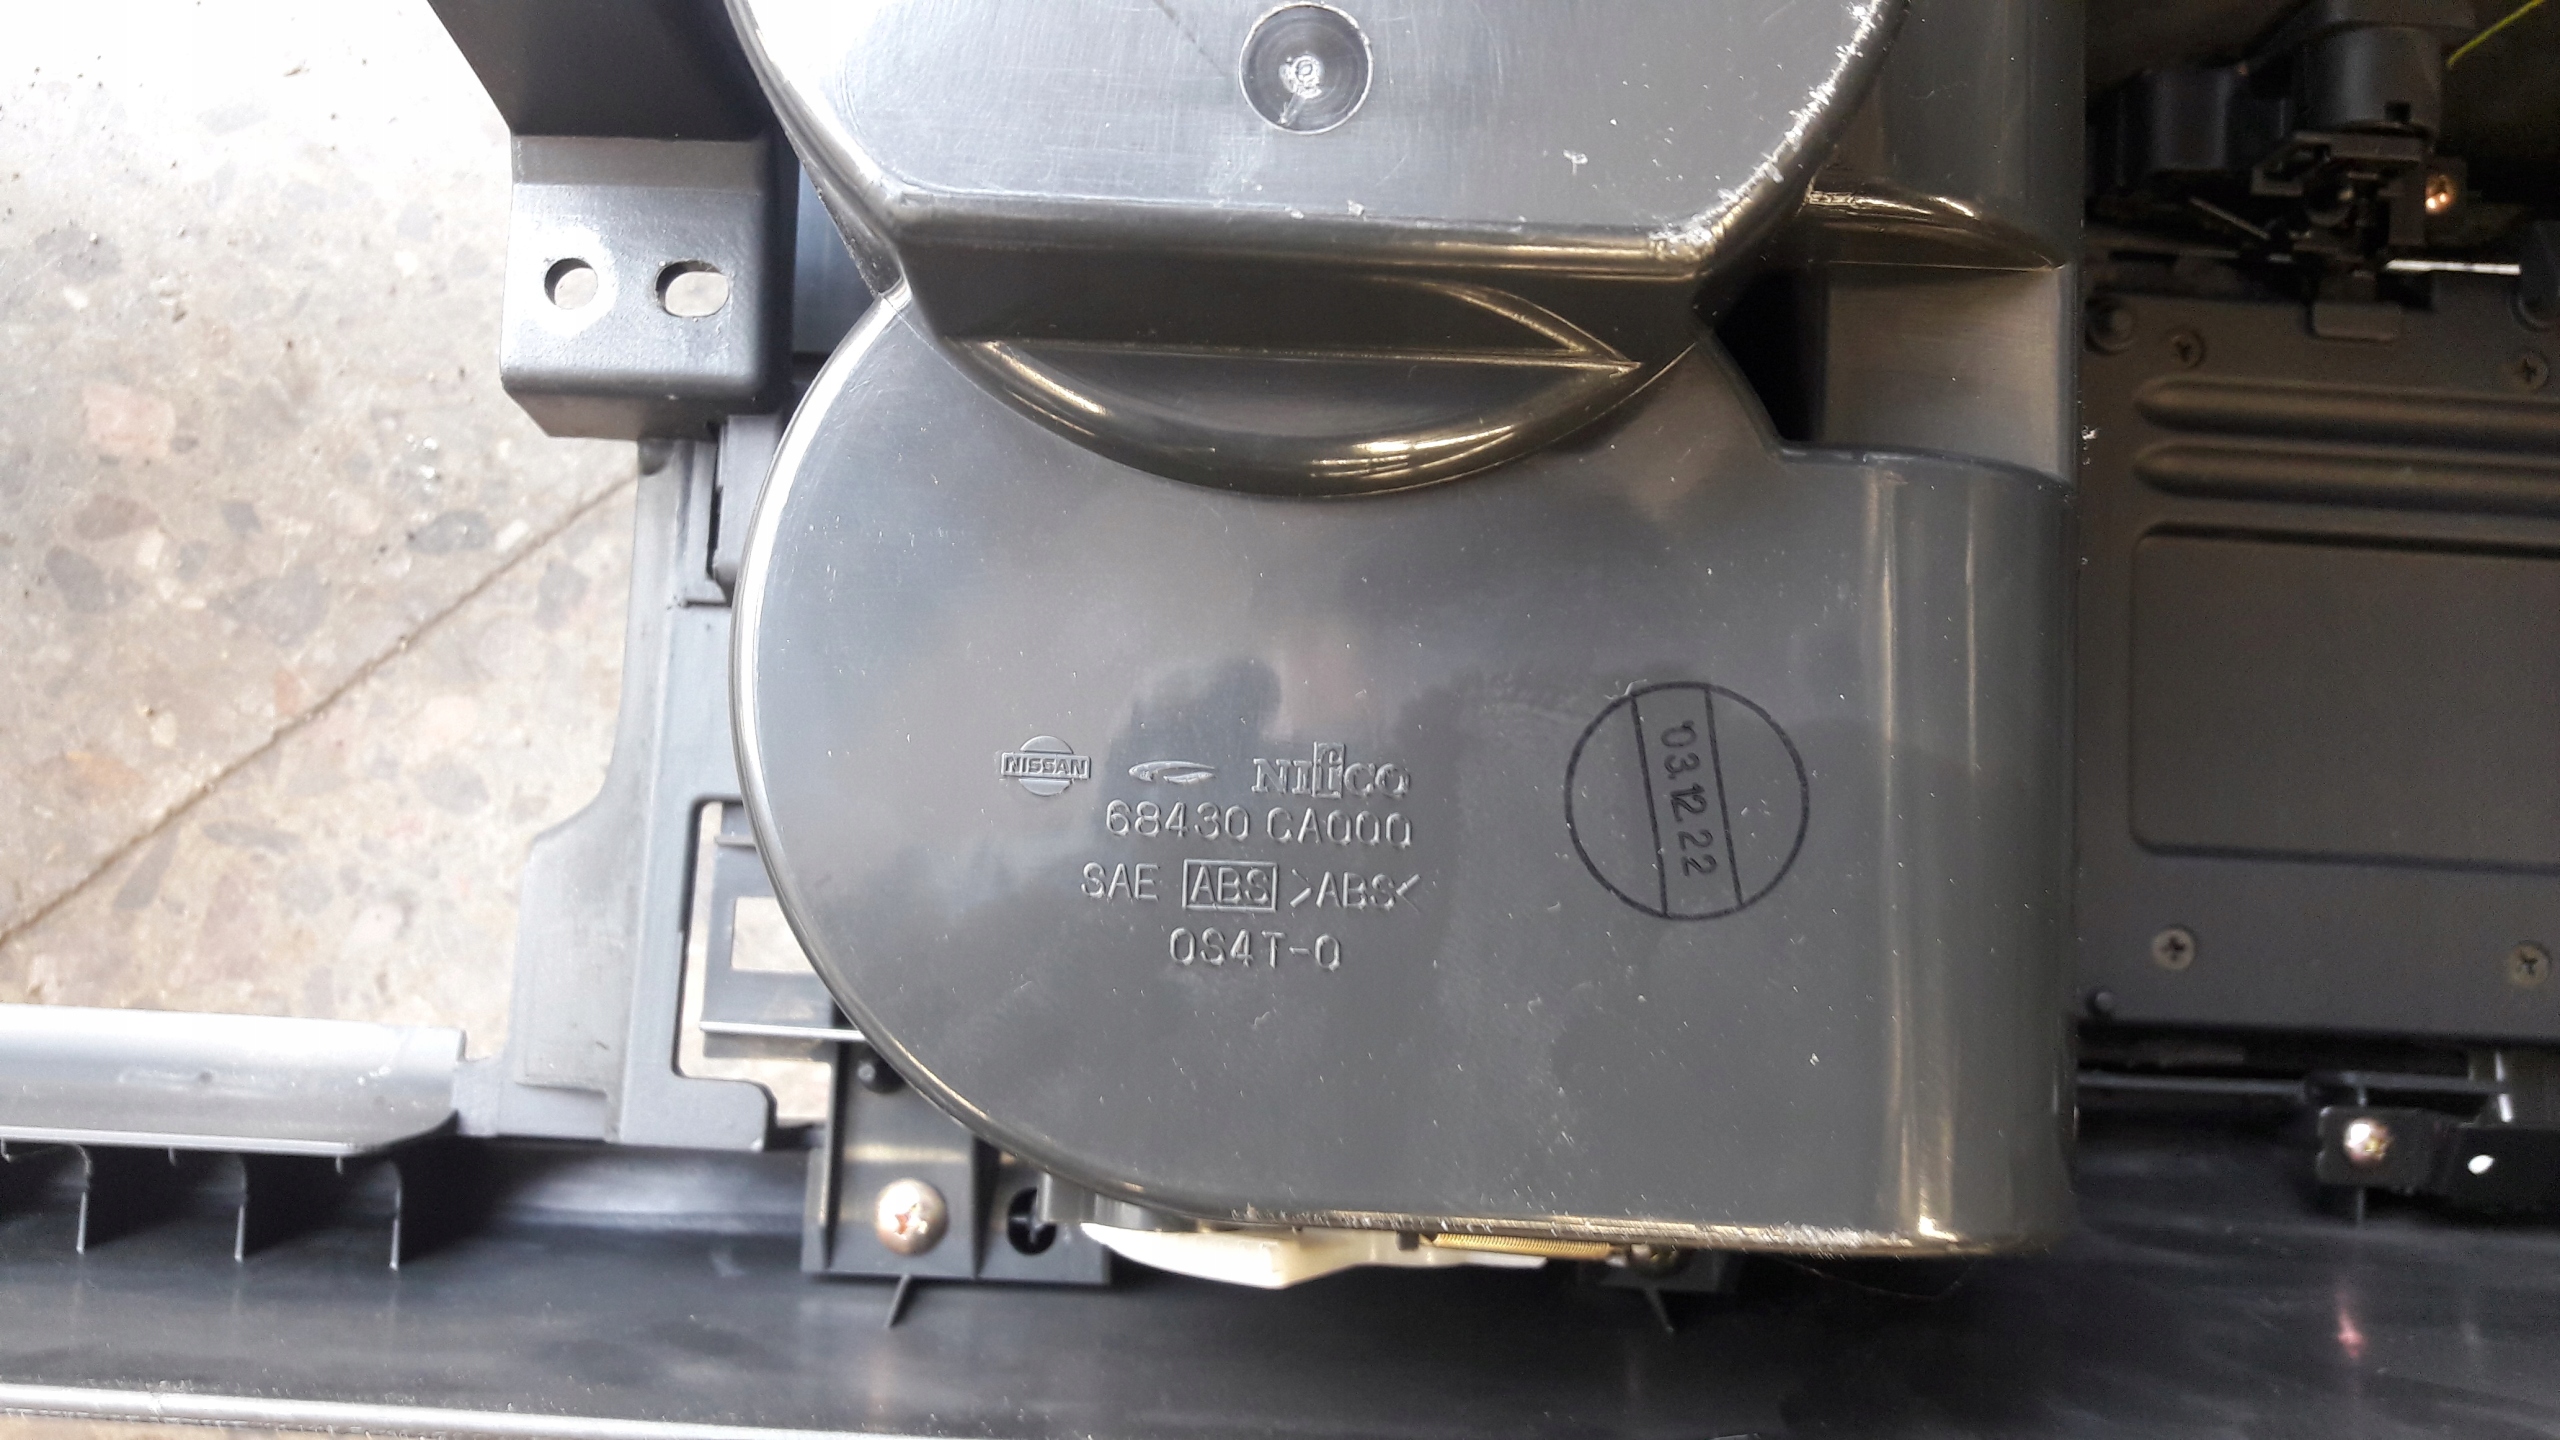 NISSAN NIfCO
68430 CA000
SAE ABS >ABS<
0S4T-0
'03.12.22